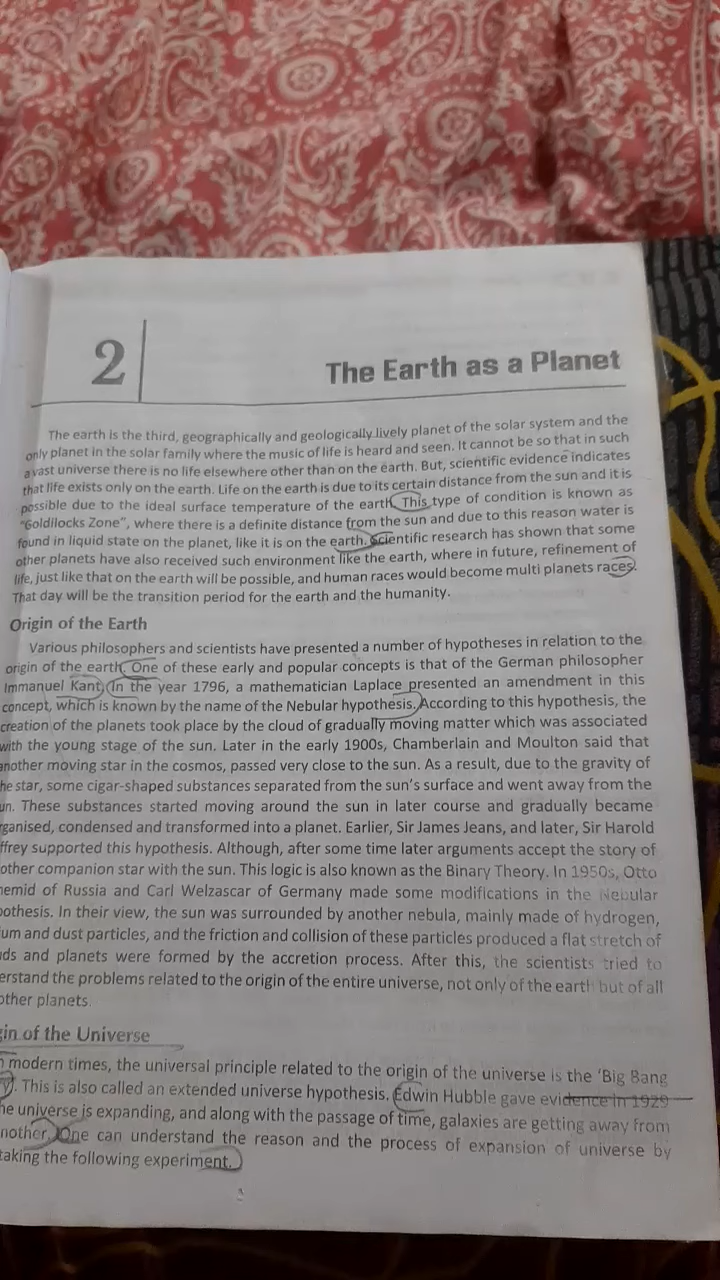 2
The Earth as a Planet
The earth is the third, geographically and geologically lively planet of the solar system and the
only planet in the solar family where the music of life is heard and seen. It cannot be so that in such
a vast universe there is no life elsewhere other than on the earth. But, scientific evidence indicates
that life exists only on the earth. Life on the earth is due to its certain distance from the sun and it is
possible due to the ideal surface temperature of the earth. This type of condition is known as
"Goldilocks Zone", where there is a definite distance from the sun and due to this reason water is
found in liquid state on the planet, like it is on the earth. Scientific research has shown that some
other planets have also received such environment like the earth, where in future, refinement of
life, just like that on the earth will be possible, and human races would become multi planets races.
That day will be the transition period for the earth and the humanity.
Origin of the Earth
Various philosophers and scientists have presented a number of hypotheses in relation to the
origin of the earth. One of these early and popular concepts is that of the German philosopher
Immanuel Kant. In the year 1796, a mathematician Laplace presented an amendment in this
concept, which is known by the name of the Nebular hypothesis. According to this hypothesis, the
creation of the planets took place by the cloud of gradually moving matter which was associated
with the young stage of the sun. Later in the early 1900s, Chamberlain and Moulton said that
another moving star in the cosmos, passed very close to the sun. As a result, due to the gravity of
he star, some cigar-shaped substances separated from the sun's surface and went away from the
un. These substances started moving around the sun in later course and gradually became
rganised, condensed and transformed into a planet. Earlier, Sir James Jeans, and later, Sir Harold
ffrey supported this hypothesis. Although, after some time later arguments accept the story of
other companion star with the sun. This logic is also known as the Binary Theory. In 1950s, Otto
hemid of Russia and Carl Welzascar of Germany made some modifications in the Nebular
pothesis. In their view, the sun was surrounded by another nebula, mainly made of hydrogen,
um and dust particles, and the friction and collision of these particles produced a flat stretch of
ds and planets were formed by the accretion process. After this, the scientists tried to
erstand the problems related to the origin of the entire universe, not only of the earth but of all
other planets.
gin of the Universe
n modern times, the universal principle related to the origin of the universe is the 'Big Bang
y'. This is also called an extended universe hypothesis. Edwin Hubble gave evidence in 1929
he universe is expanding, and along with the passage of time, galaxies are getting away from
nother. One can understand the reason and the process of expansion of universe by
taking the following experiment.